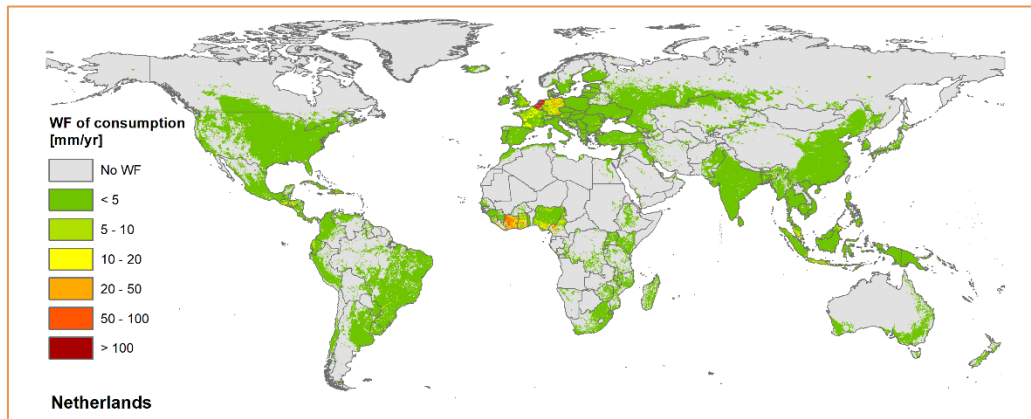 WF of consumption
[mm/yr]
No WF
< 5
5 - 10
10 - 20
20 - 50
50 - 100
> 100
Netherlands